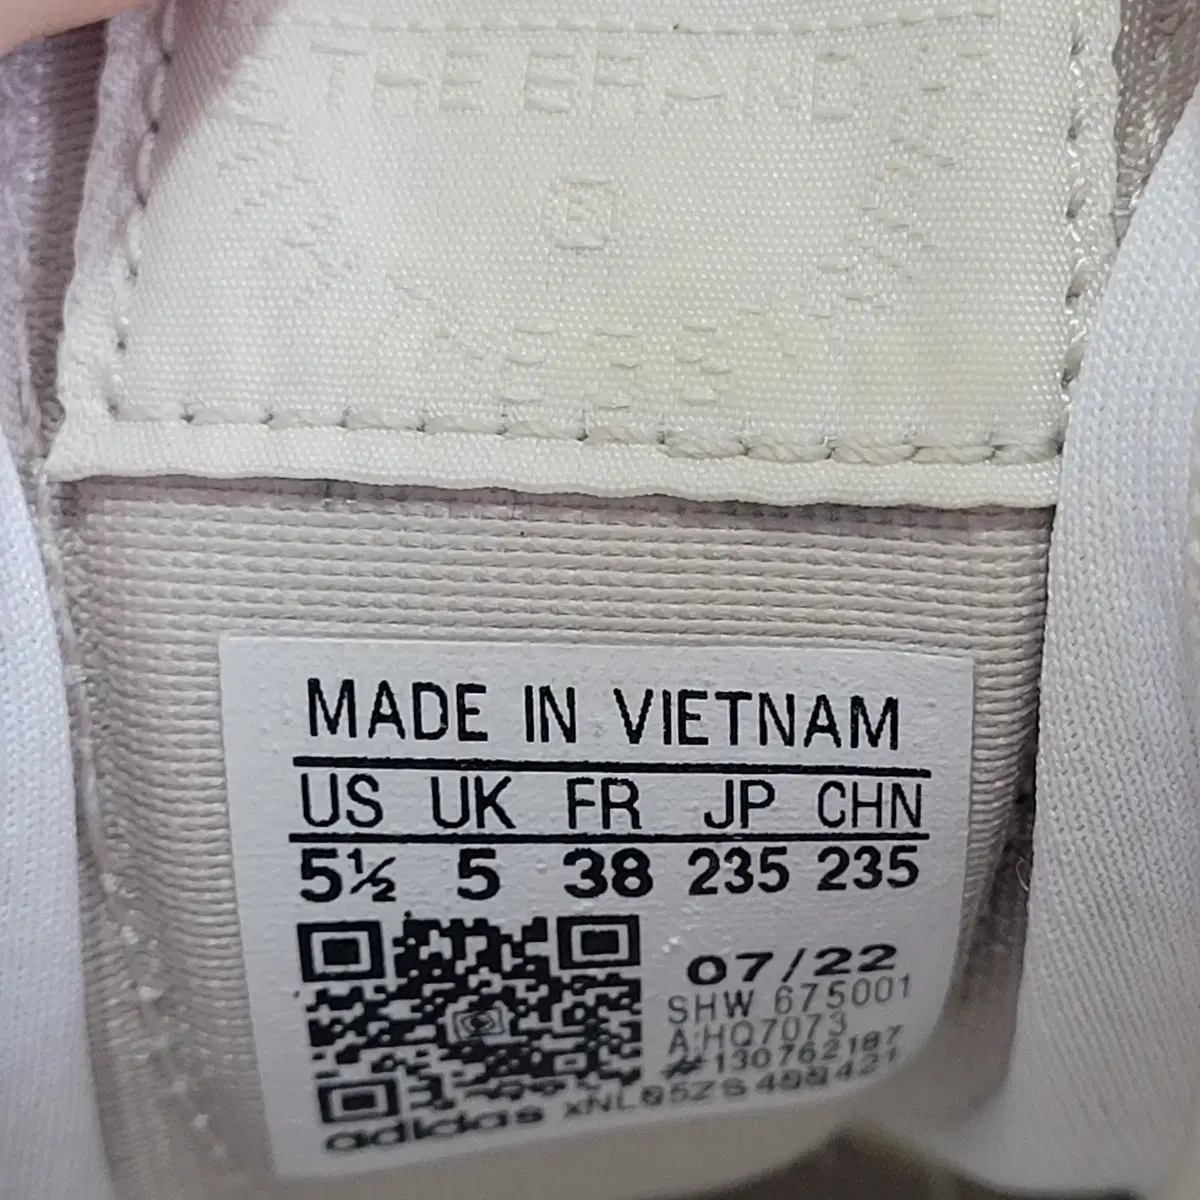 THE BRAND
MADE IN VIETNAM
US UK FR JP CHN
5½ 5 38 235 235
07/22
SHW 675001
A:HQ7073
#130762187
adidas xNL05ZS400421